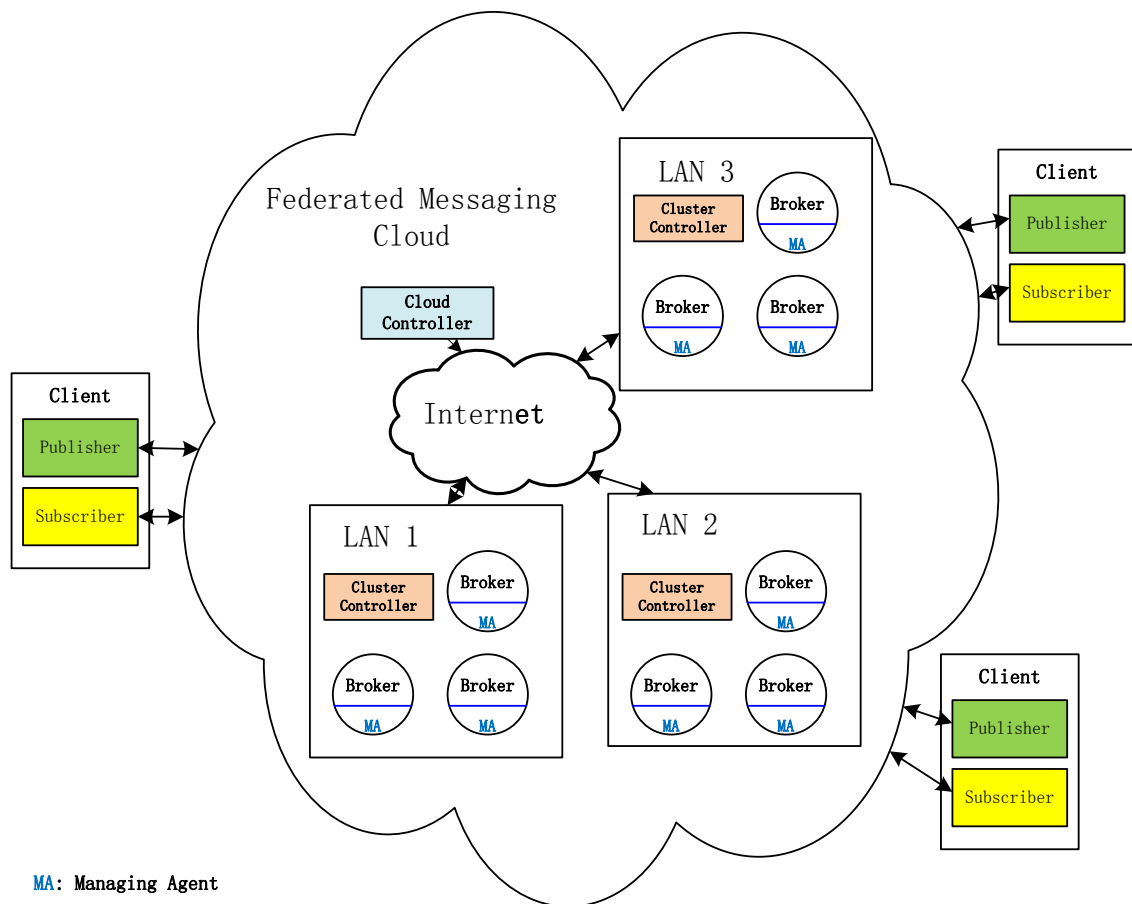 Federated Messaging
Cloud
Cloud
Controller
Internet
LAN 3
Cluster
Controller
Broker
MA
Broker
MA
Broker
MA
Client
Publisher
Subscriber
Client
Publisher
Subscriber
LAN 1
Cluster
Controller
Broker
MA
Broker
MA
Broker
MA
LAN 2
Cluster
Controller
Broker
MA
Broker
MA
Broker
MA
Client
Publisher
Subscriber
MA: Managing Agent